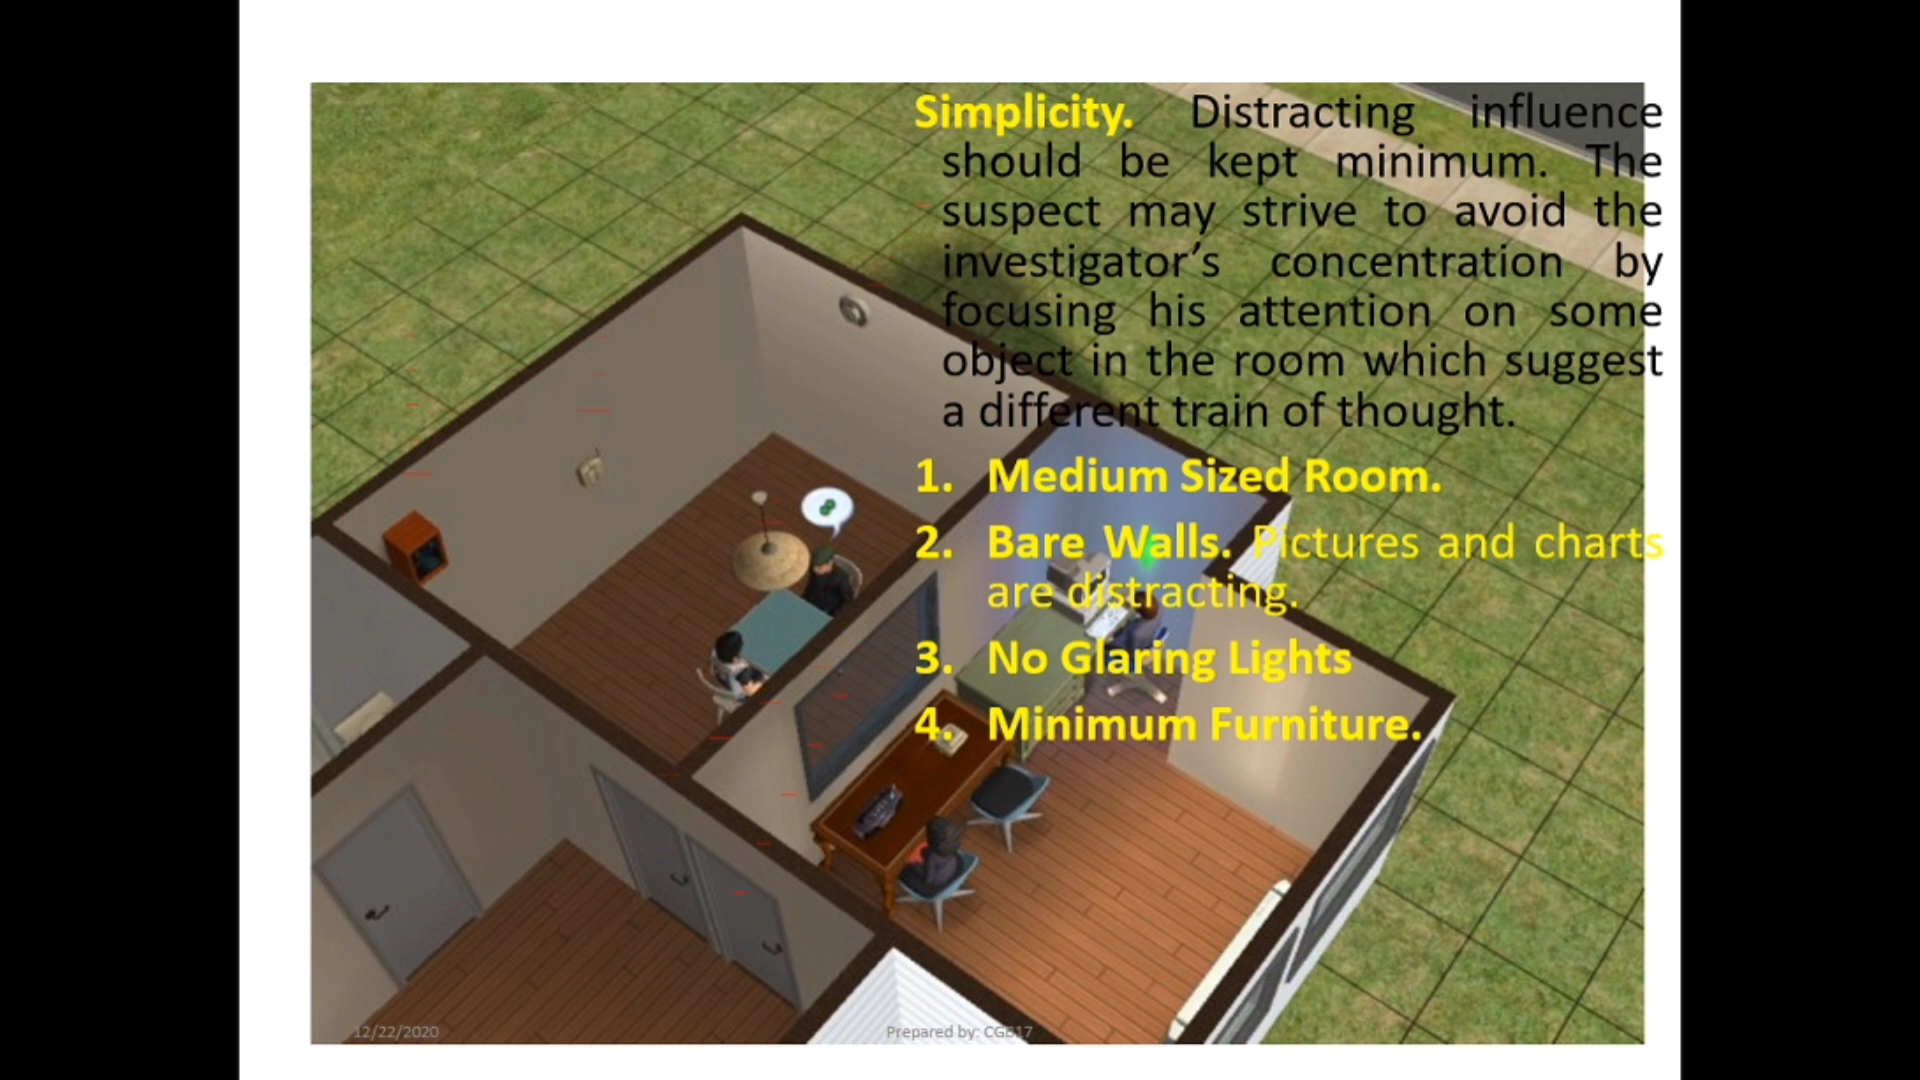 Simplicity. Distracting influence
should be kept minimum. The
suspect may strive to avoid the
investigator’s concentration by
focusing his attention on some
object in the room which suggest
a different train of thought.
1. Medium Sized Room.
2. Bare Walls. Pictures and charts
are distracting.
3. No Glaring Lights
4. Minimum Furniture.
12/22/2020
Prepared by: